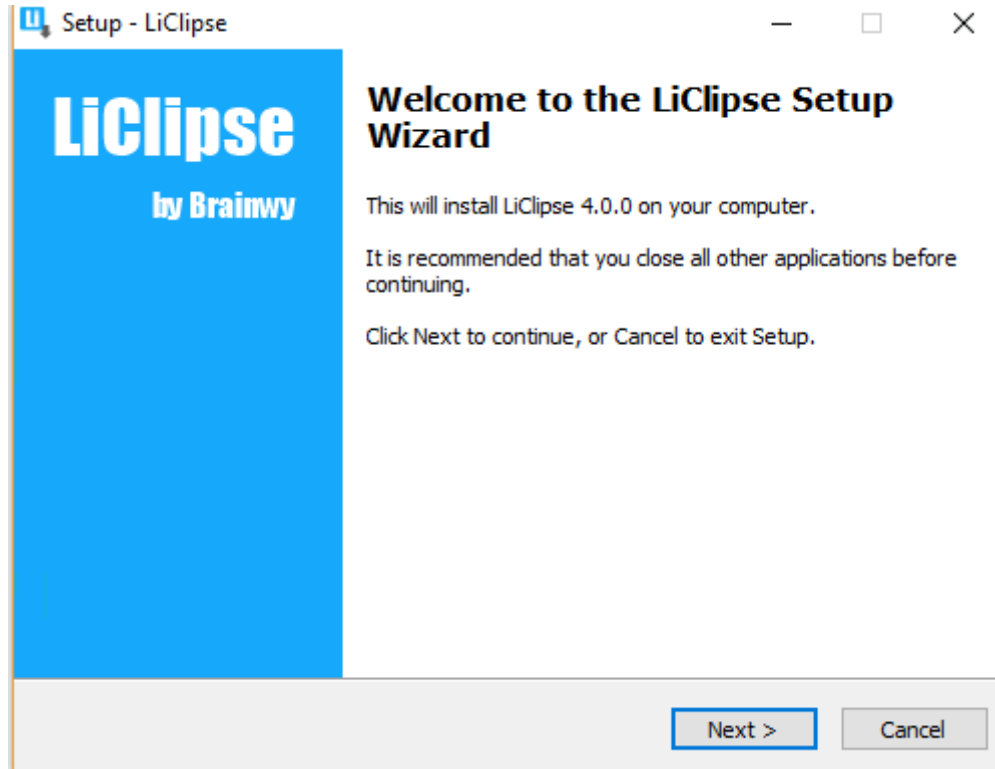 Setup - LiClipse
LiClipse
by Brainwy
Welcome to the LiClipse Setup
Wizard
This will install LiClipse 4.0.0 on your computer.
It is recommended that you close all other applications before
continuing.
Click Next to continue, or Cancel to exit Setup.
Next >
Cancel